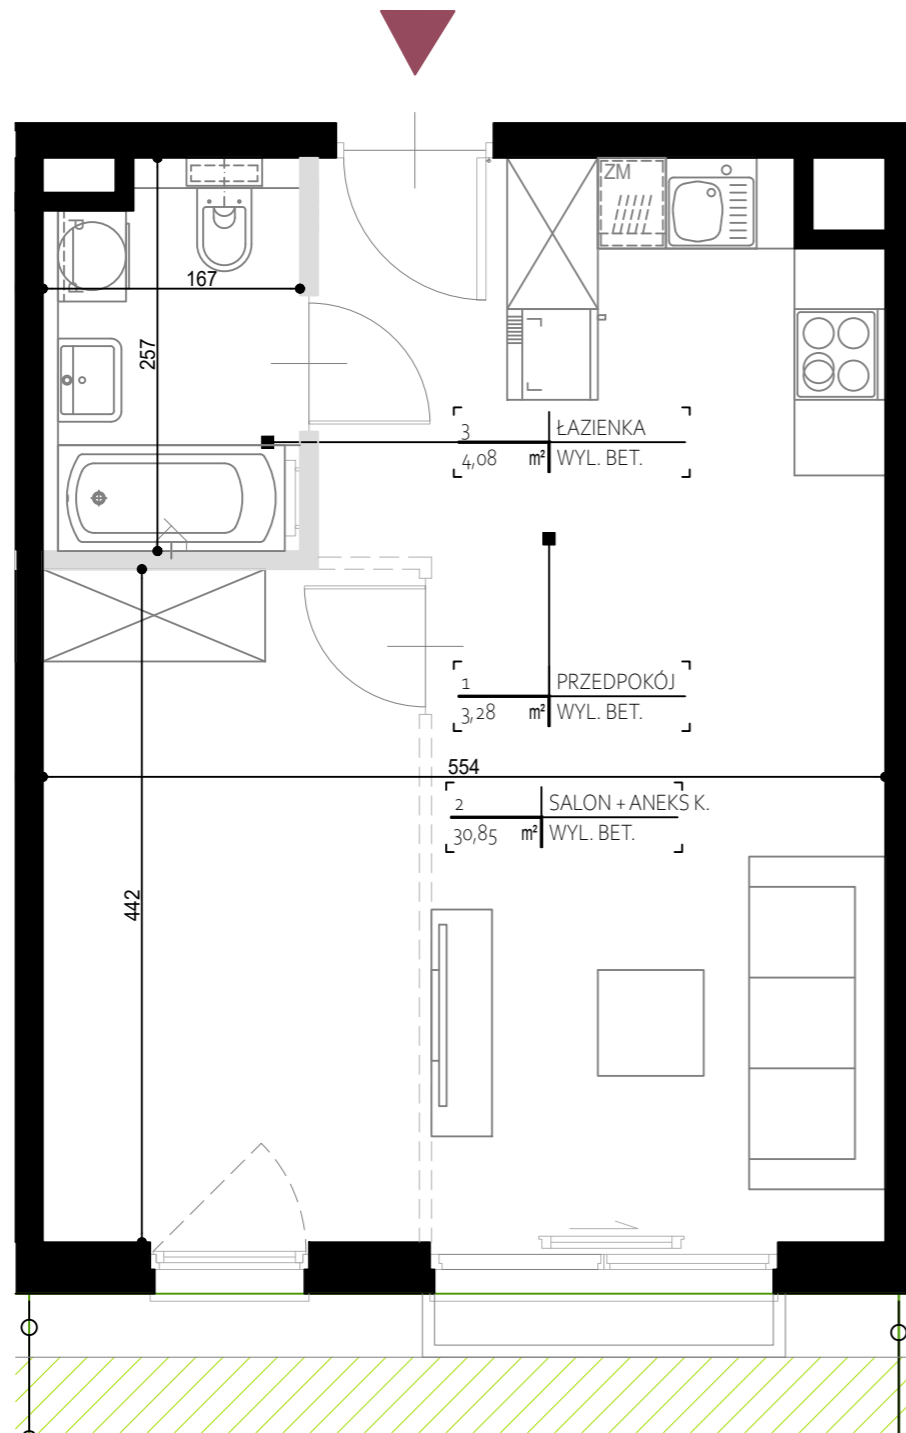 ZM
167
257
3 ŁAZIENKA
4,08 m² WYL. BET.
1 PRZEDPOKÓJ
3,28 m² WYL. BET.
554
2 SALON + ANEKS K.
30,85 m² WYL. BET.
442